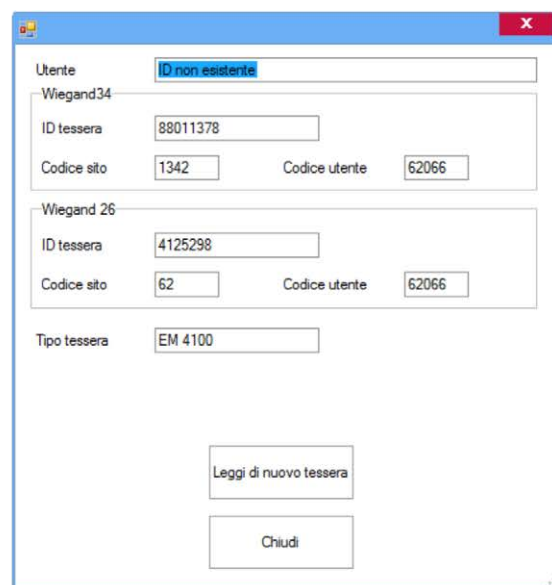 X
Utente ID non esistente
Wiegand34
ID tessera 88011378
Codice sito 1342 Codice utente 62066
Wiegand 26
ID tessera 4125298
Codice sito 62 Codice utente 62066
Tipo tessera EM 4100
Leggi di nuovo tessera
Chiudi